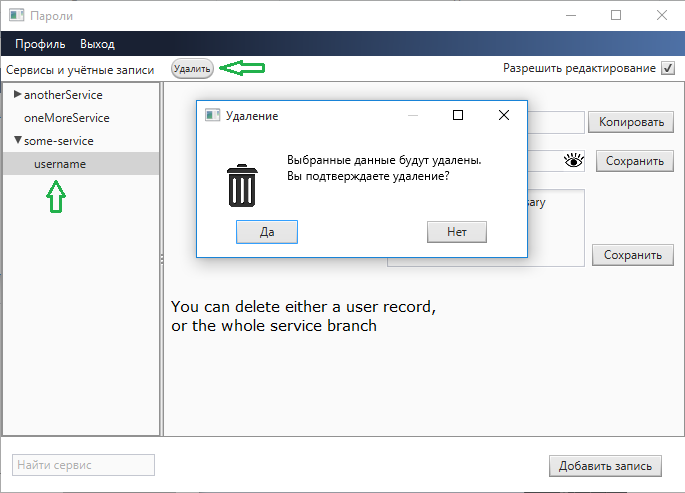 Пароли
Профиль Выход
Сервисы и учётные записи Удалить Разрешить редактирование
anotherService
oneMoreService
some-service
username
Удаление
Выбранные данные будут удалены.
Вы подтверждаете удаление?
Да Нет
Копировать
Сохранить
Сохранить
You can delete either a user record,
or the whole service branch
Найти сервис Добавить запись